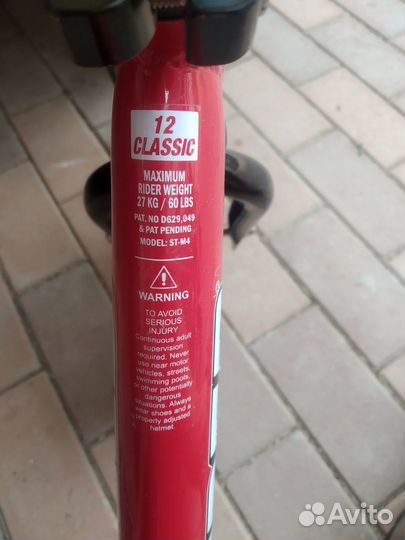 12
CLASSIC
MAXIMUM
RIDER WEIGHT
27 KG / 60 LBS
PAT. NO D629,049
& PAT PENDING
MODEL: ST-M4
WARNING
TO AVOID
SERIOUS
INJURY
Continuous adult
supervision
required. Never
use near motor
vehicles, streets,
swimming pools,
or other potentially
dangerous
situations. Always
wear shoes and a
properly adjusted
helmet.
Avito